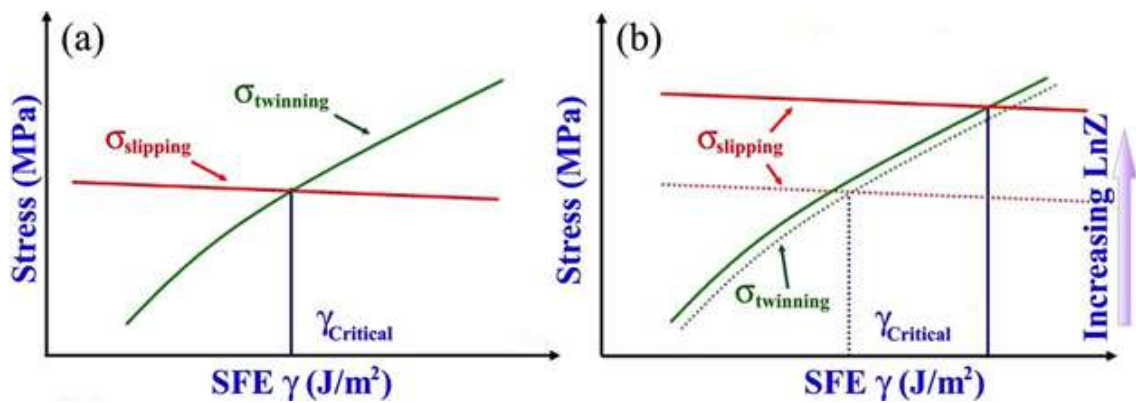 (a)
σtwinning
σslipping
γCritical
Stress (MPa)
SFE γ (J/m²)
(b)
σslipping
σtwinning
γCritical
Stress (MPa)
SFE γ (J/m²)
Increasing LnZ